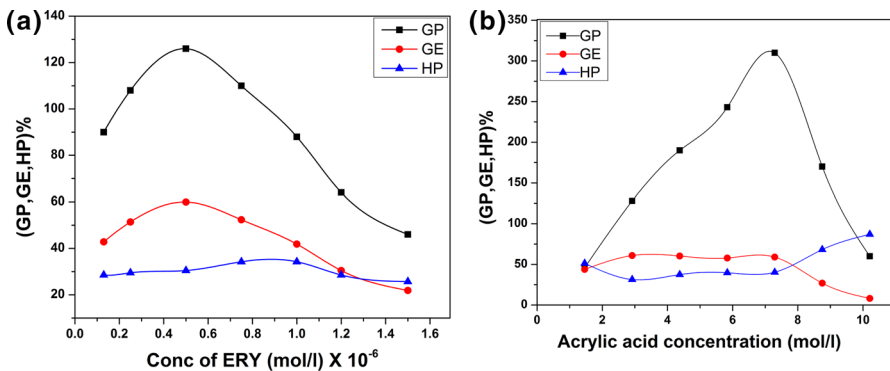 (a)
(GP,GE,HP)%
140
120
100
80
60
40
20
0.0 0.2 0.4 0.6 0.8 1.0 1.2 1.4 1.6
Conc of ERY (mol/l) X 10-6
GP
GE
HP
(b)
(GP,GE,HP)%
350
300
250
200
150
100
50
0
0 2 4 6 8 10
Acrylic acid concentration (mol/l)
GP
GE
HP